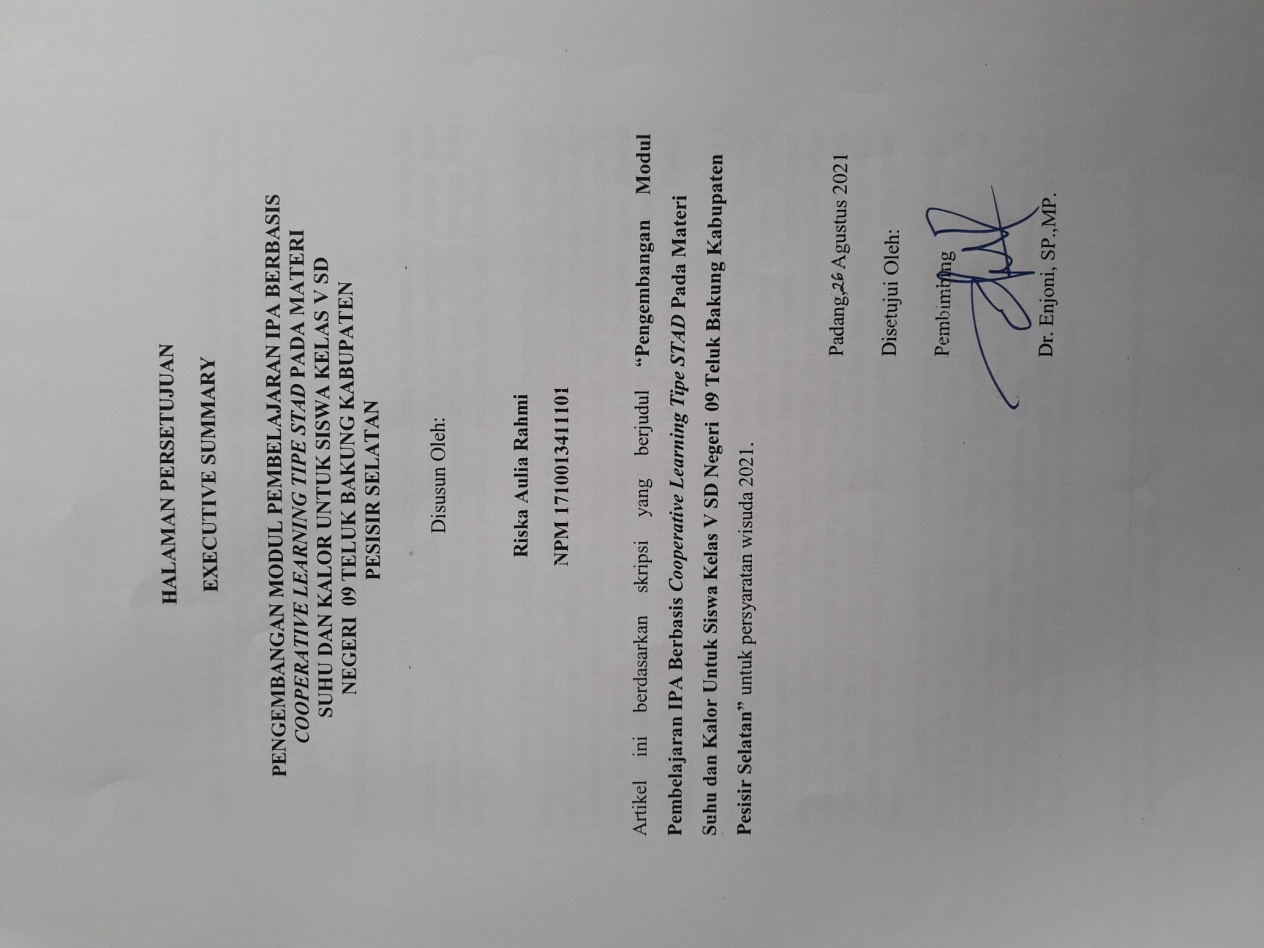 HALAMAN PERSETUJUAN
EXECUTIVE SUMMARY
PENGEMBANGAN MODUL PEMBELAJARAN IPA BERBASIS
COOPERATIVE LEARNING TIPE STAD PADA MATERI
SUHU DAN KALOR UNTUK SISWA KELAS V SD
NEGERI 09 TELUK BAKUNG KABUPATEN
PESISIR SELATAN
Disusun Oleh:
Riska Aulia Rahmi
NPM 1710013411101
Artikel ini berdasarkan skripsi yang berjudul “Pengembangan Modul
Pembelajaran IPA Berbasis Cooperative Learning Tipe STAD Pada Materi
Suhu dan Kalor Untuk Siswa Kelas V SD Negeri 09 Teluk Bakung Kabupaten
Pesisir Selatan” untuk persyaratan wisuda 2021.
Padang,26 Agustus 2021
Disetujui Oleh:
Pembimbing
Dr. Enjoni, SP.,MP.